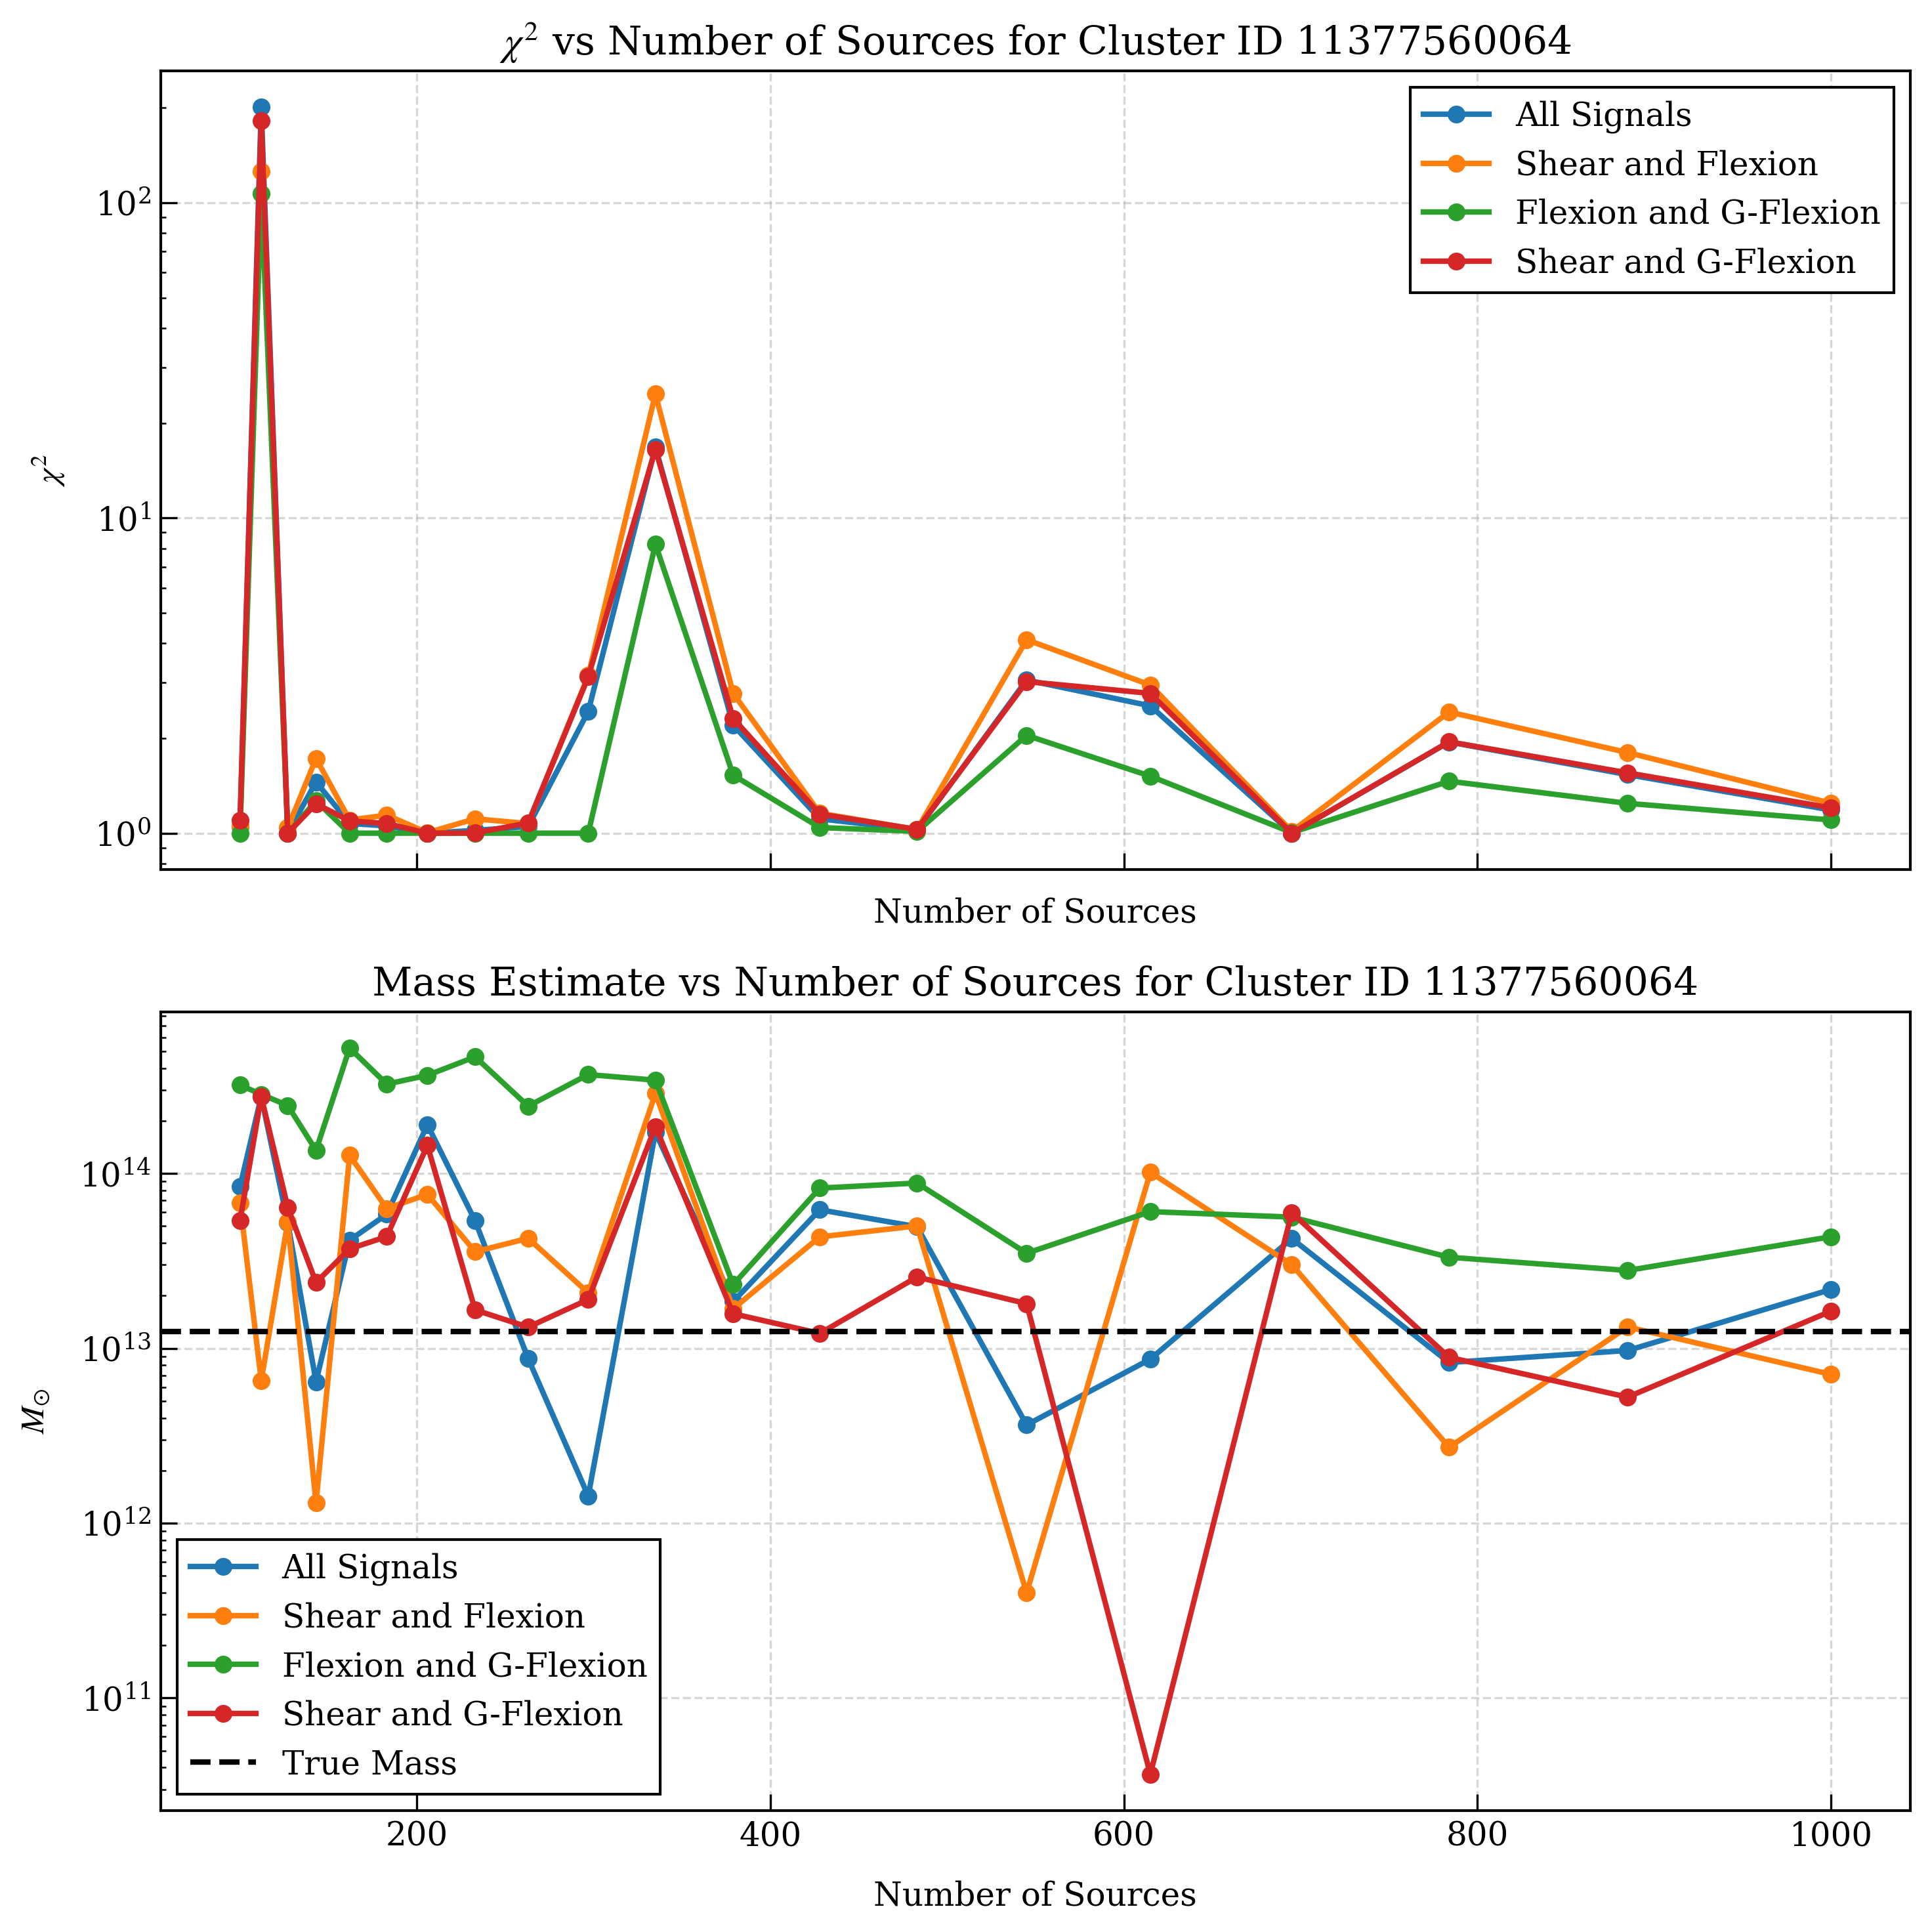 χ² vs Number of Sources for Cluster ID 11377560064
All Signals
Shear and Flexion
Flexion and G-Flexion
Shear and G-Flexion
χ²
10²
10¹
10⁰
Number of Sources
Mass Estimate vs Number of Sources for Cluster ID 11377560064
M⊙
10¹⁴
10¹³
10¹²
10¹¹
All Signals
Shear and Flexion
Flexion and G-Flexion
Shear and G-Flexion
True Mass
200 400 600 800 1000
Number of Sources